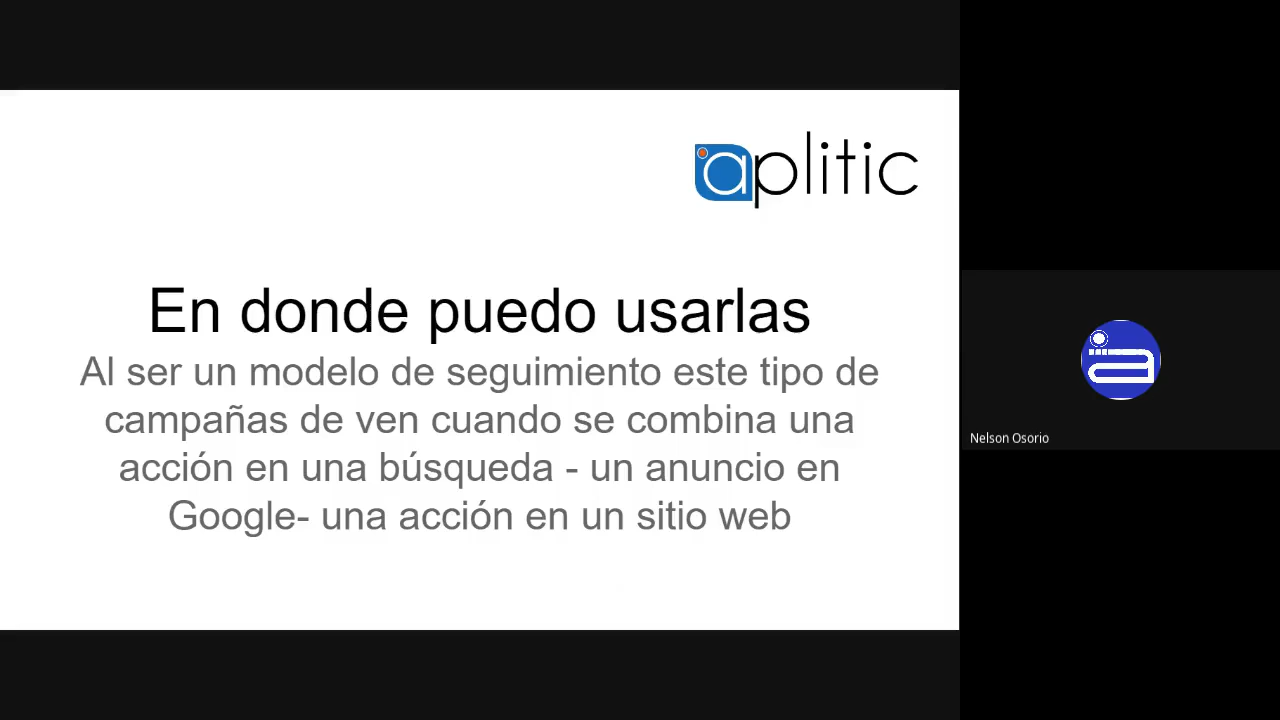 aplitic
En donde puedo usarlas
Al ser un modelo de seguimiento este tipo de
campañas de ven cuando se combina una
acción en una búsqueda - un anuncio en
Google- una acción en un sitio web
Nelson Osorio